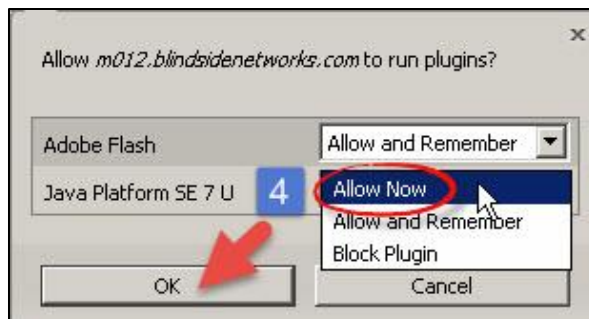 x
Allow m012.blindsidenetworks.com to run plugins?
Adobe Flash Allow and Remember
Java Platform SE 7 U 4 Allow Now
Allow and Remember
Block Plugin
OK Cancel